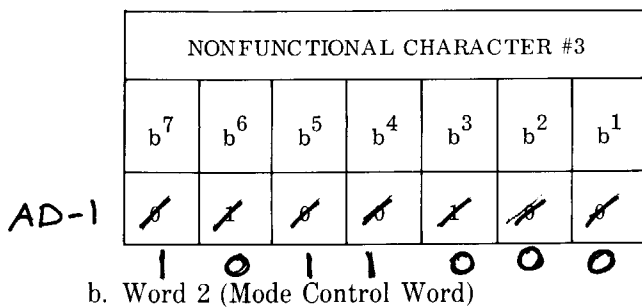 NONFUNCTIONAL CHARACTER #3
b7 b6 b5 b4 b3 b2 b1
AD-1 0 1 0 0 1 0 0
1 0 1 1 0 0 0
b. Word 2 (Mode Control Word)